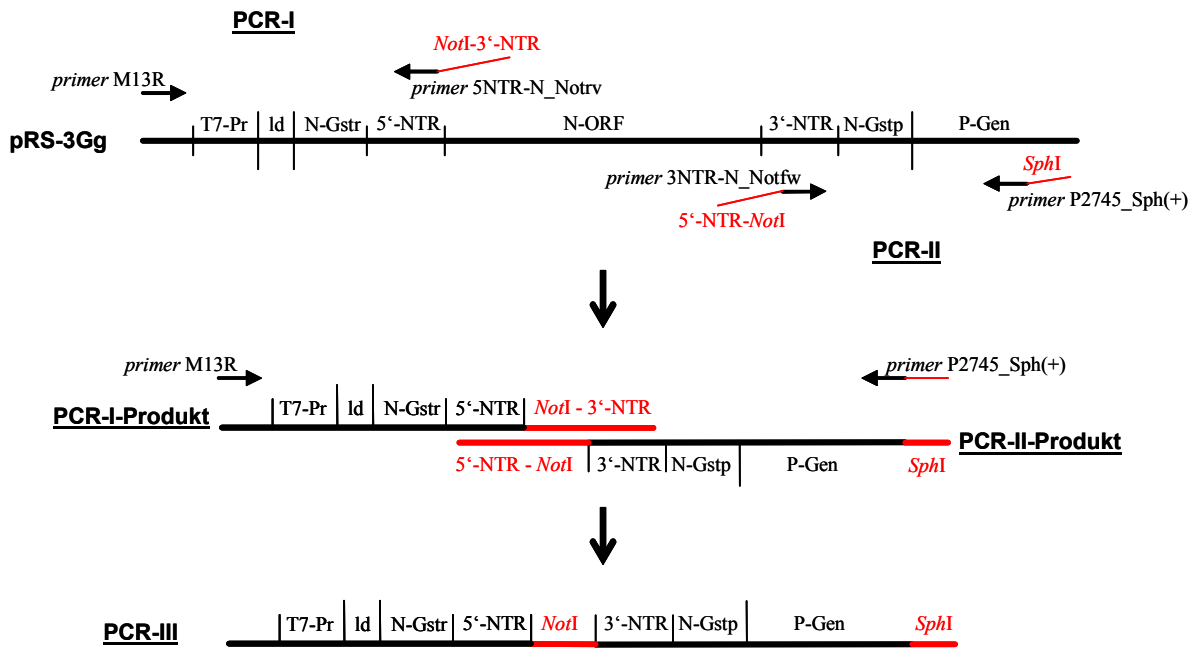 PCR-I
NotI-3‘-NTR
primer M13R
primer 5NTR-N_Notrv
T7-Pr ld N-Gstr 5‘-NTR N-ORF 3‘-NTR N-Gstp P-Gen
pRS-3Gg
SphI
primer 3NTR-N_Notfw
primer P2745_Sph(+)
5‘-NTR-NotI
PCR-II
primer M13R
primer P2745_Sph(+)
T7-Pr ld N-Gstr 5‘-NTR NotI - 3‘-NTR
PCR-I-Produkt
PCR-II-Produkt
5‘-NTR - NotI 3‘-NTR N-Gstp P-Gen SphI
T7-Pr ld N-Gstr 5‘-NTR NotI 3‘-NTR N-Gstp P-Gen SphI
PCR-III